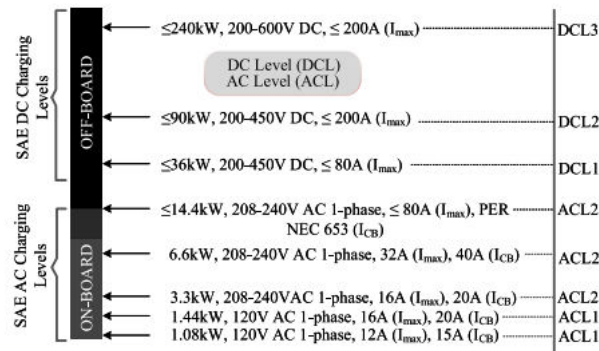 SAE DC Charging
Levels
OFF-BOARD
≤240kW, 200-600V DC, ≤ 200A (Imax)
DCL3
DC Level (DCL)
AC Level (ACL)
≤90kW, 200-450V DC, ≤ 200A (Imax)
DCL2
≤36kW, 200-450V DC, ≤ 80A (Imax)
DCL1
SAE AC Charging
Levels
ON-BOARD
≤14.4kW, 208-240V AC 1-phase, ≤ 80A (Imax), PER
NEC 653 (ICB)
ACL2
6.6kW, 208-240V AC 1-phase, 32A (Imax), 40A (ICB)
ACL2
3.3kW, 208-240VAC 1-phase, 16A (Imax), 20A (ICB)
ACL2
1.44kW, 120V AC 1-phase, 16A (Imax), 20A (ICB)
ACL1
1.08kW, 120V AC 1-phase, 12A (Imax), 15A (ICB)
ACL1